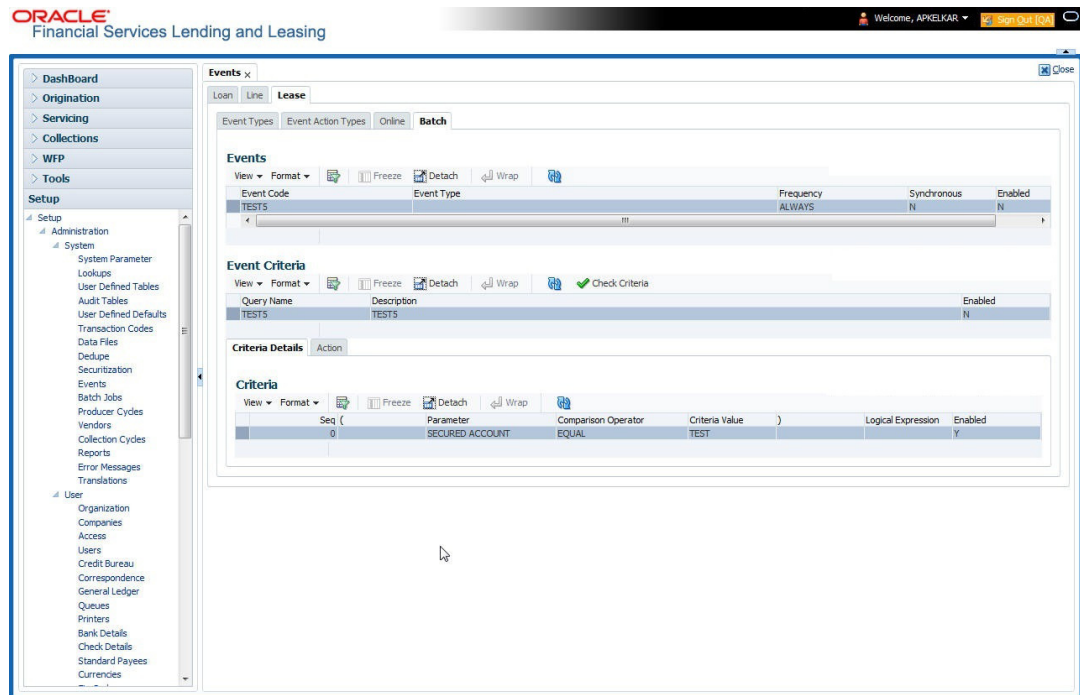 ORACLE'
Financial Services Lending and Leasing
Welcome, APKELKAR
Sign Out [QA]
Close
DashBoard
Origination
Servicing
Collections
WFP
Tools
Setup
Setup
Administration
System
System Parameter
Lookups
User Defined Tables
Audit Tables
User Defined Defaults
Transaction Codes
Data Files
Dedupe
Securitization
Events
Batch Jobs
Producer Cycles
Vendors
Collection Cycles
Reports
Error Messages
Translations
User
Organization
Companies
Access
Users
Credit Bureau
Correspondence
General Ledger
Queues
Printers
Bank Details
Check Details
Standard Payees
Currencies
Events x
Loan Line Lease
Event Types Event Action Types Online Batch
Events
View Format Freeze Detach Wrap
Event Code Event Type Frequency Synchronous Enabled
TEST5 ALWAYS N N
Event Criteria
View Format Freeze Detach Wrap Check Criteria
Query Name Description Enabled
TEST5 TEST5 N
Criteria Details Action
Criteria
View Format Freeze Detach Wrap
Seq ( Parameter Comparison Operator Criteria Value ) Logical Expression Enabled
0 SECURED ACCOUNT EQUAL TEST Y